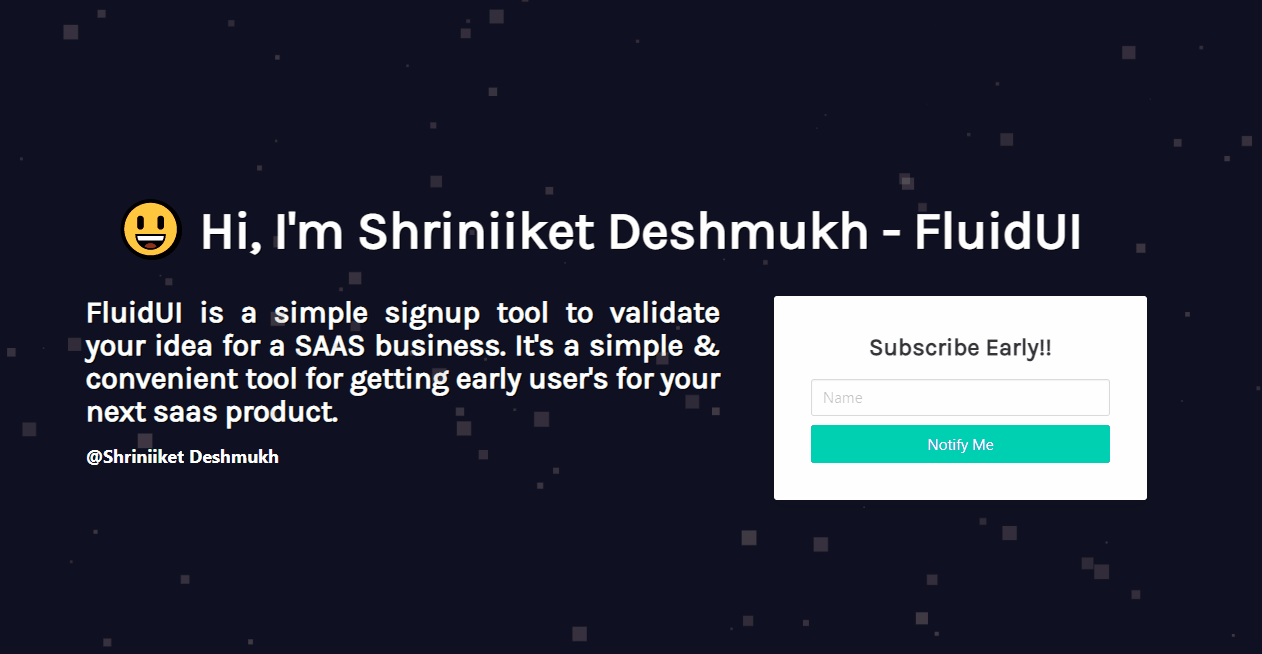 Hi, I'm Shriniiket Deshmukh - FluidUI
FluidUI is a simple signup tool to validate
your idea for a SAAS business. It's a simple &
convenient tool for getting early user's for your
next saas product.
@Shriniiket Deshmukh
Subscribe Early!!
Name
Notify Me